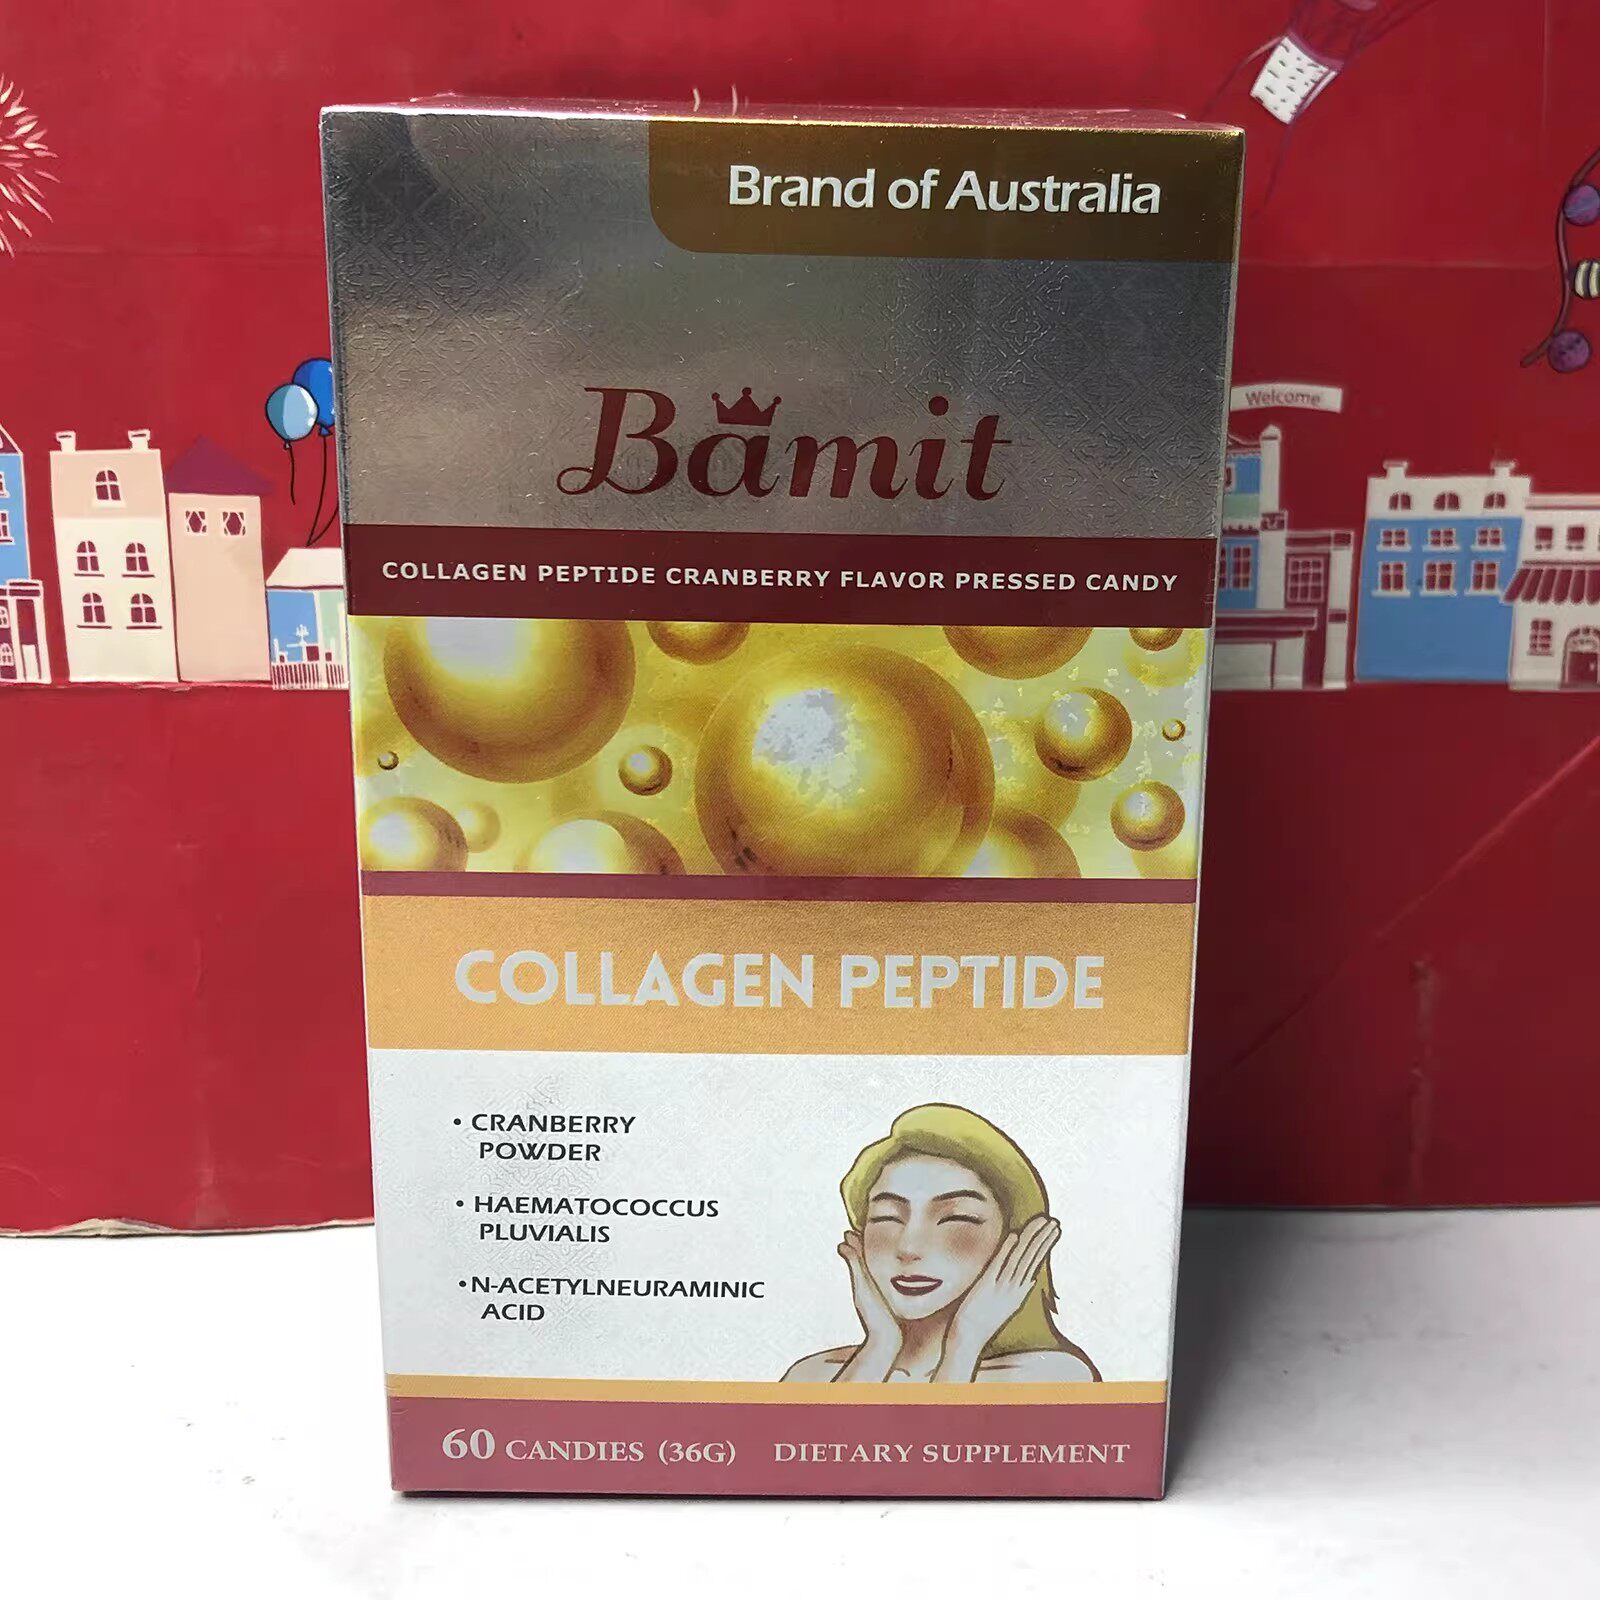 Brand of Australia
Welcome
Bamit
COLLAGEN PEPTIDE CRANBERRY FLAVOR PRESSED CANDY
COLLAGEN PEPTIDE
• CRANBERRY
POWDER
• HAEMATOCOCCUS
PLUVIALIS
• N-ACETYLNEURAMINIC
ACID
60 CANDIES (36G) DIETARY SUPPLEMENT